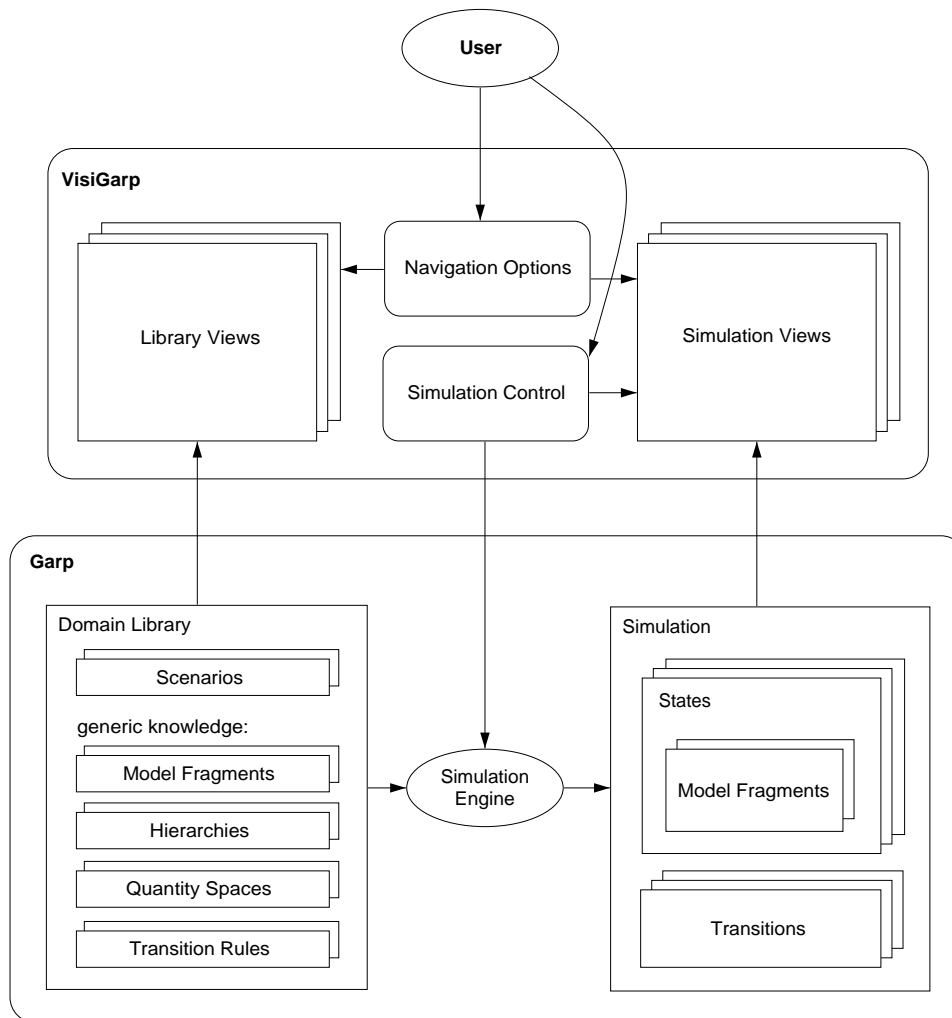 User
VisiGarp
Navigation Options
Library Views
Simulation Views
Simulation Control
Garp
Domain Library
Scenarios
generic knowledge:
Model Fragments
Hierarchies
Quantity Spaces
Transition Rules
Simulation
Engine
Simulation
States
Model Fragments
Transitions